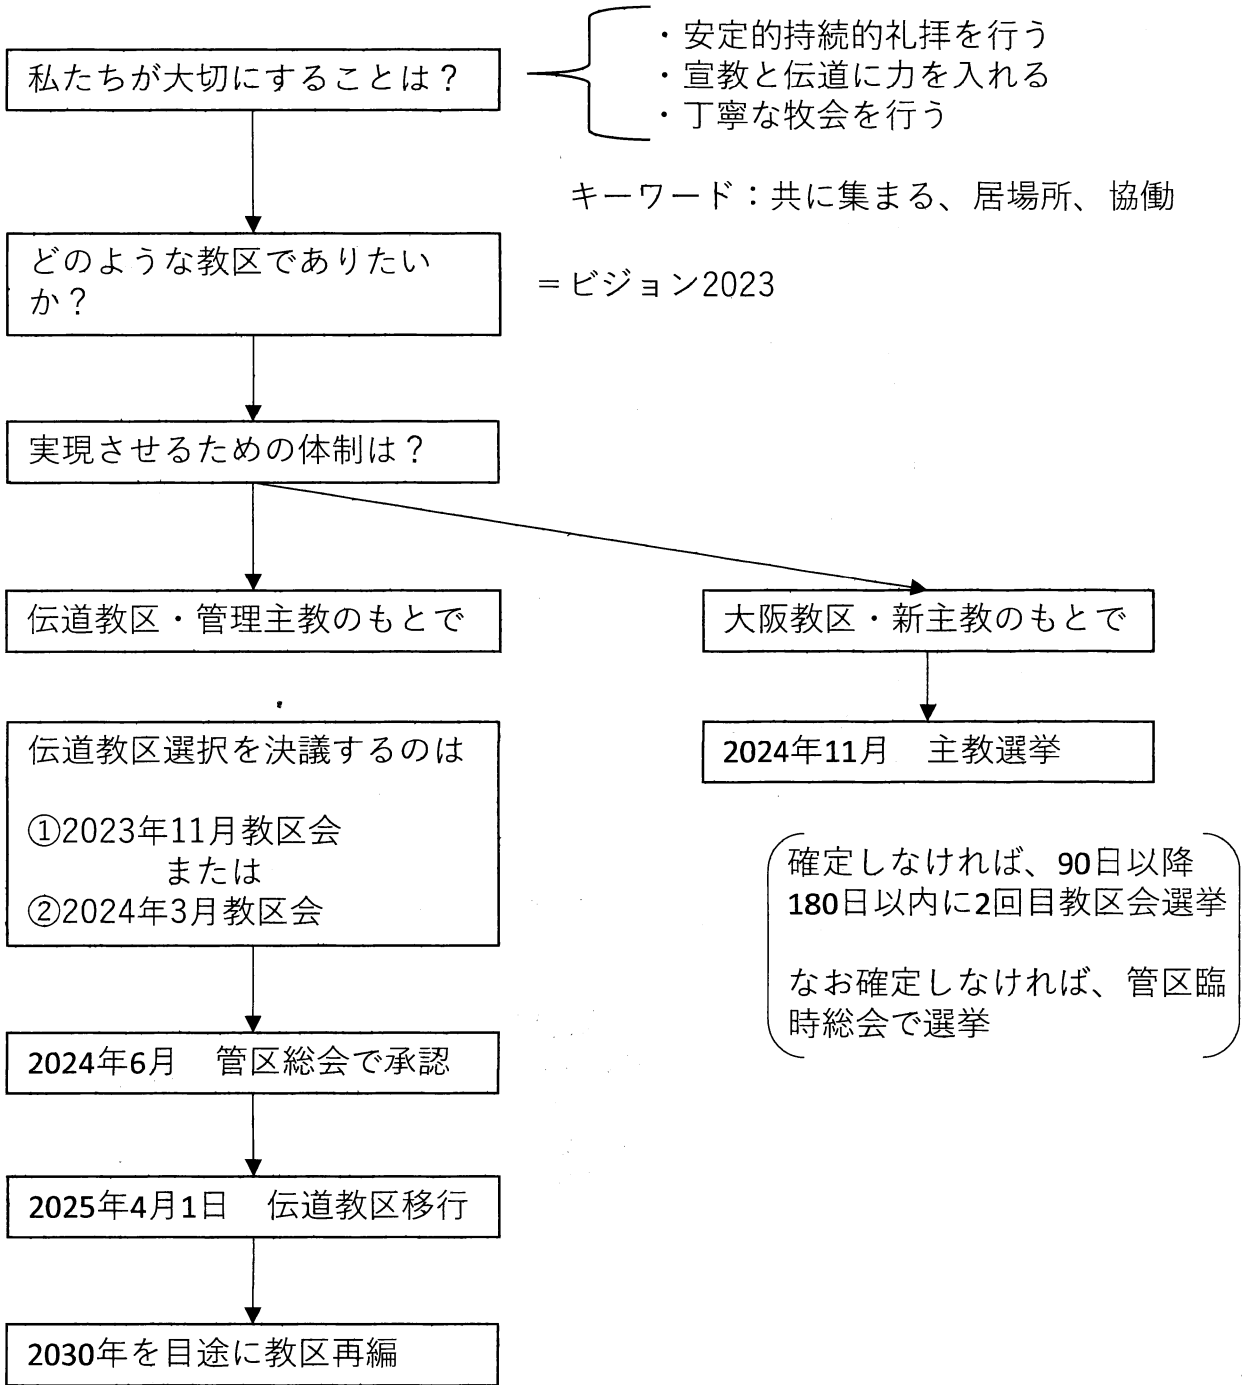 私たちが大切にすることは？
・安定的持続的礼拝を行う
・宣教と伝道に力を入れる
・丁寧な牧会を行う
キーワード：共に集まる、居場所、協働
どのような教区でありたい
か？
＝ビジョン2023
実現させるための体制は？
伝道教区・管理主教のもとで
大阪教区・新主教のもとで
伝道教区選択を決議するのは
①2023年11月教区会
または
②2024年3月教区会
2024年11月　主教選挙
確定しなければ、90日以降
180日以内に2回目教区会選挙
なお確定しなければ、管区臨
時総会で選挙
2024年6月　管区総会で承認
2025年4月1日　伝道教区移行
2030年を目途に教区再編